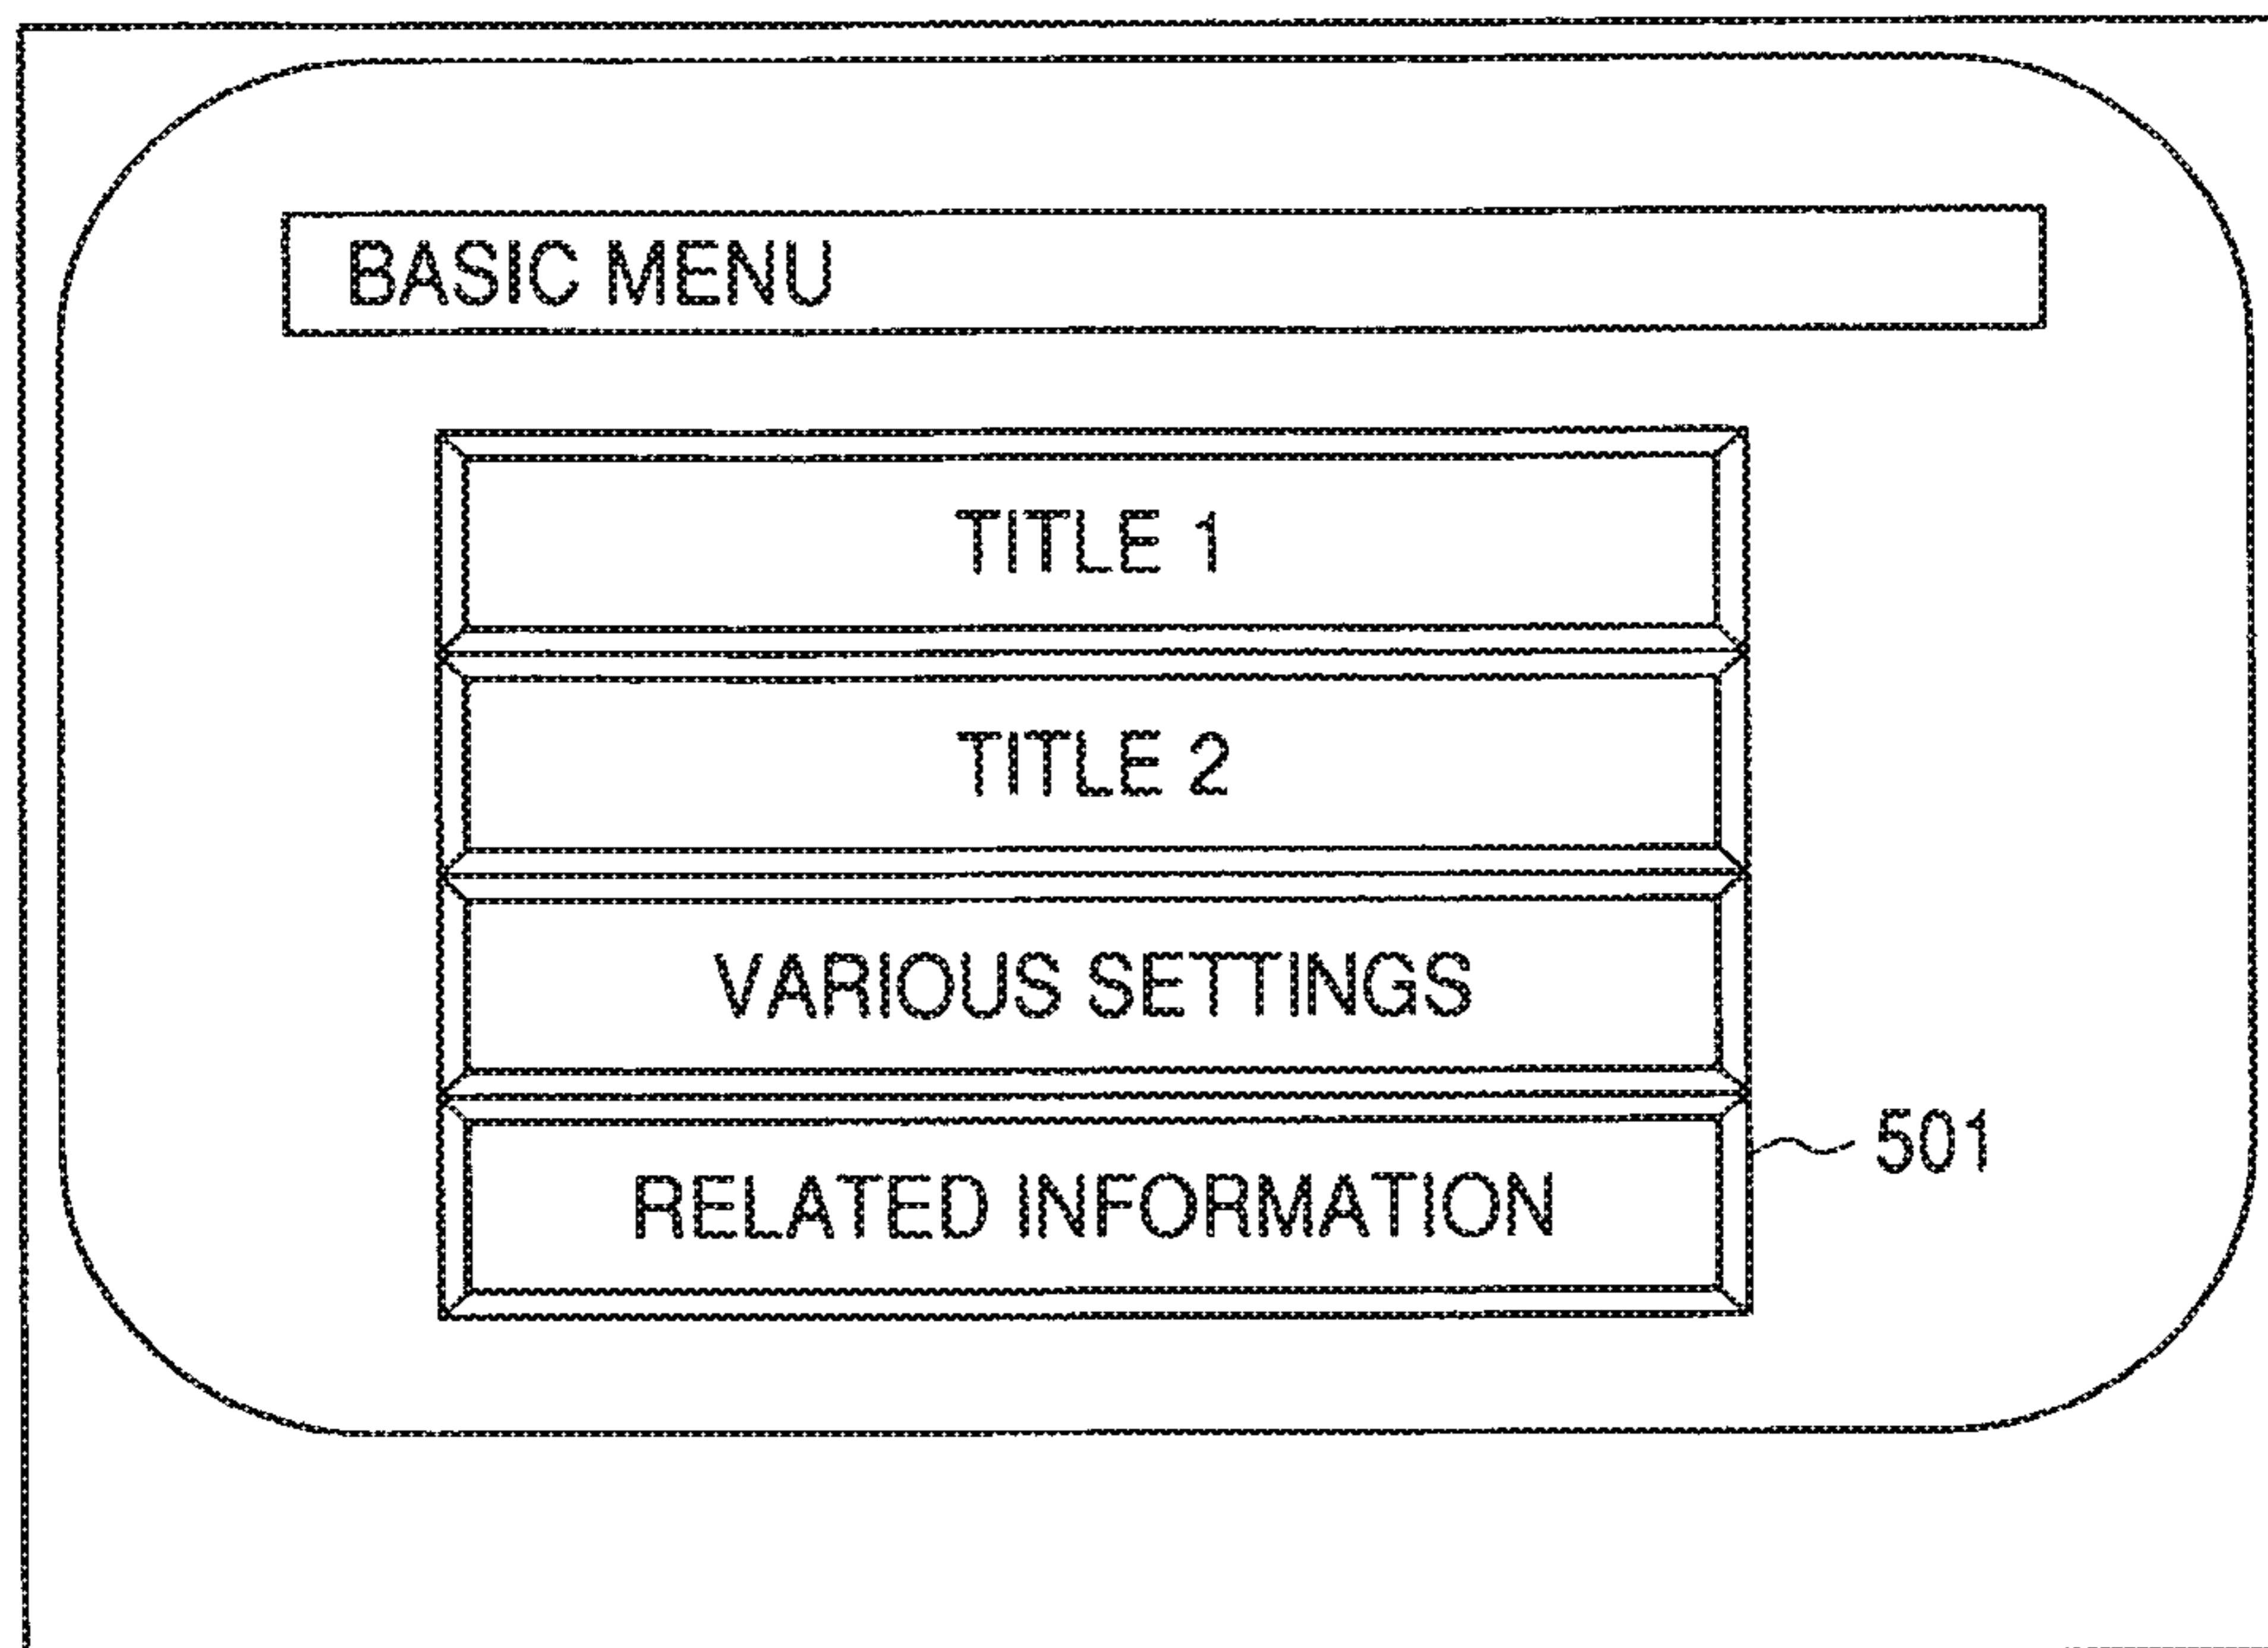 BASIC MENU
TITLE 1
TITLE 2
VARIOUS SETTINGS
501
RELATED INFORMATION